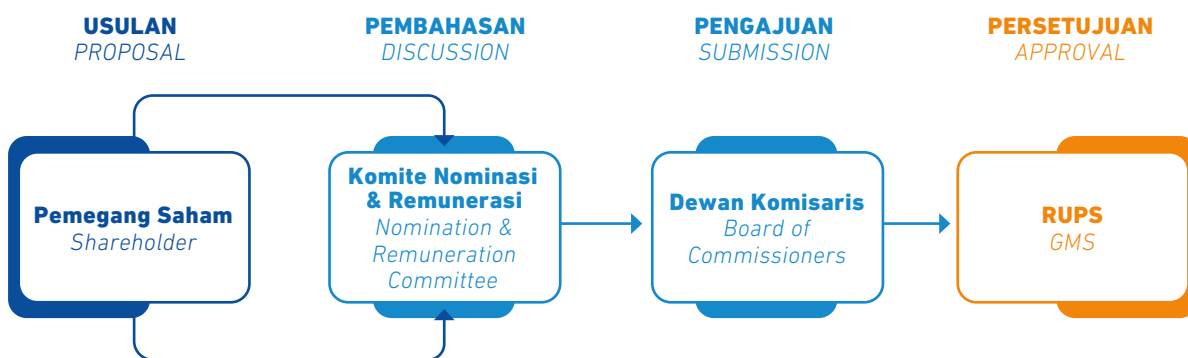 USULAN
PROPOSAL
PEMBAHASAN
DISCUSSION
PENGAJUAN
SUBMISSION
PERSETUJUAN
APPROVAL
Pemegang Saham
Shareholder
Komite Nominasi
& Remunerasi
Nomination &
Remuneration
Committee
Dewan Komisaris
Board of
Commissioners
RUPS
GMS